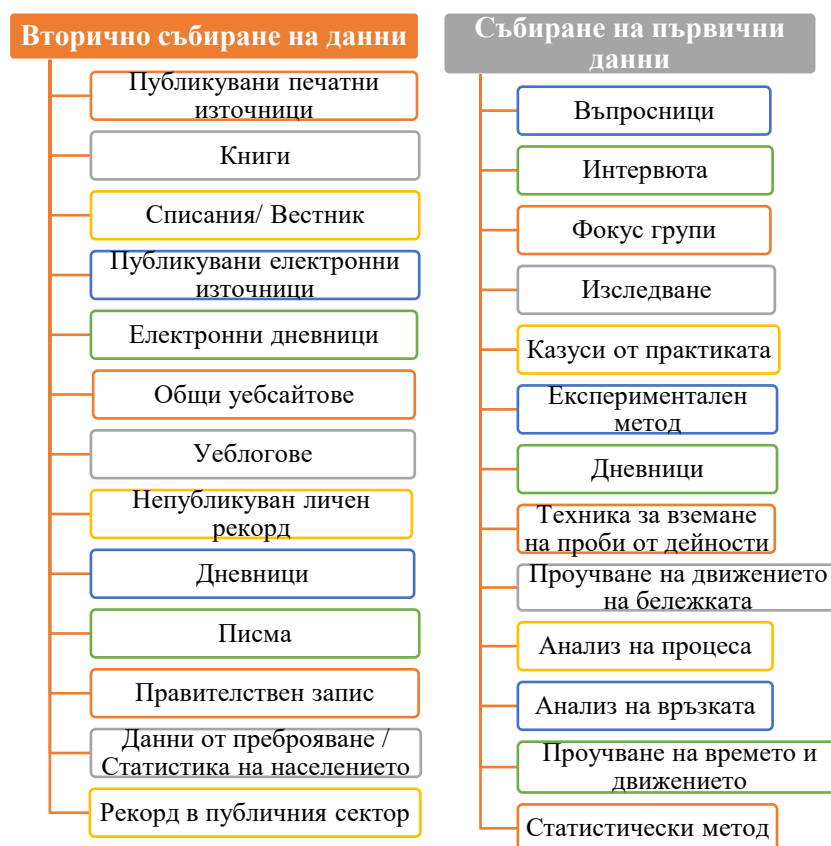 Вторично събиране на данни
Публикувани печатни
източници
Книги
Списания/ Вестник
Публикувани електронни
източници
Електронни дневници
Общи уебсайтове
Уеблогове
Непубликуван личен
рекорд
Дневници
Писма
Правителствен запис
Данни от преброяване /
Статистика на населението
Рекорд в публичния сектор
Събиране на първични
данни
Въпросници
Интервюта
Фокус групи
Изследване
Казуси от практиката
Експериментален
метод
Дневници
Техника за вземане
на проби от дейности
Проучване на движението
на бележката
Анализ на процеса
Анализ на връзката
Проучване на времето и
движението
Статистически метод